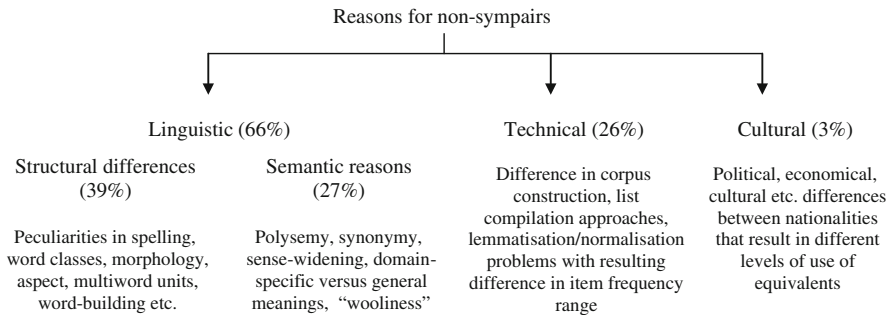 Reasons for non-sympairs
Linguistic (66%)
Technical (26%)
Cultural (3%)
Structural differences
(39%)
Peculiarities in spelling,
word classes, morphology,
aspect, multiword units,
word-building etc.
Semantic reasons
(27%)
Polysemy, synonymy,
sense-widening, domain-
specific versus general
meanings, “wooliness”
Difference in corpus
construction, list
compilation approaches,
lemmatisation/normalisation
problems with resulting
difference in item frequency
range
Political, economical,
cultural etc. differences
between nationalities
that result in different
levels of use of
equivalents